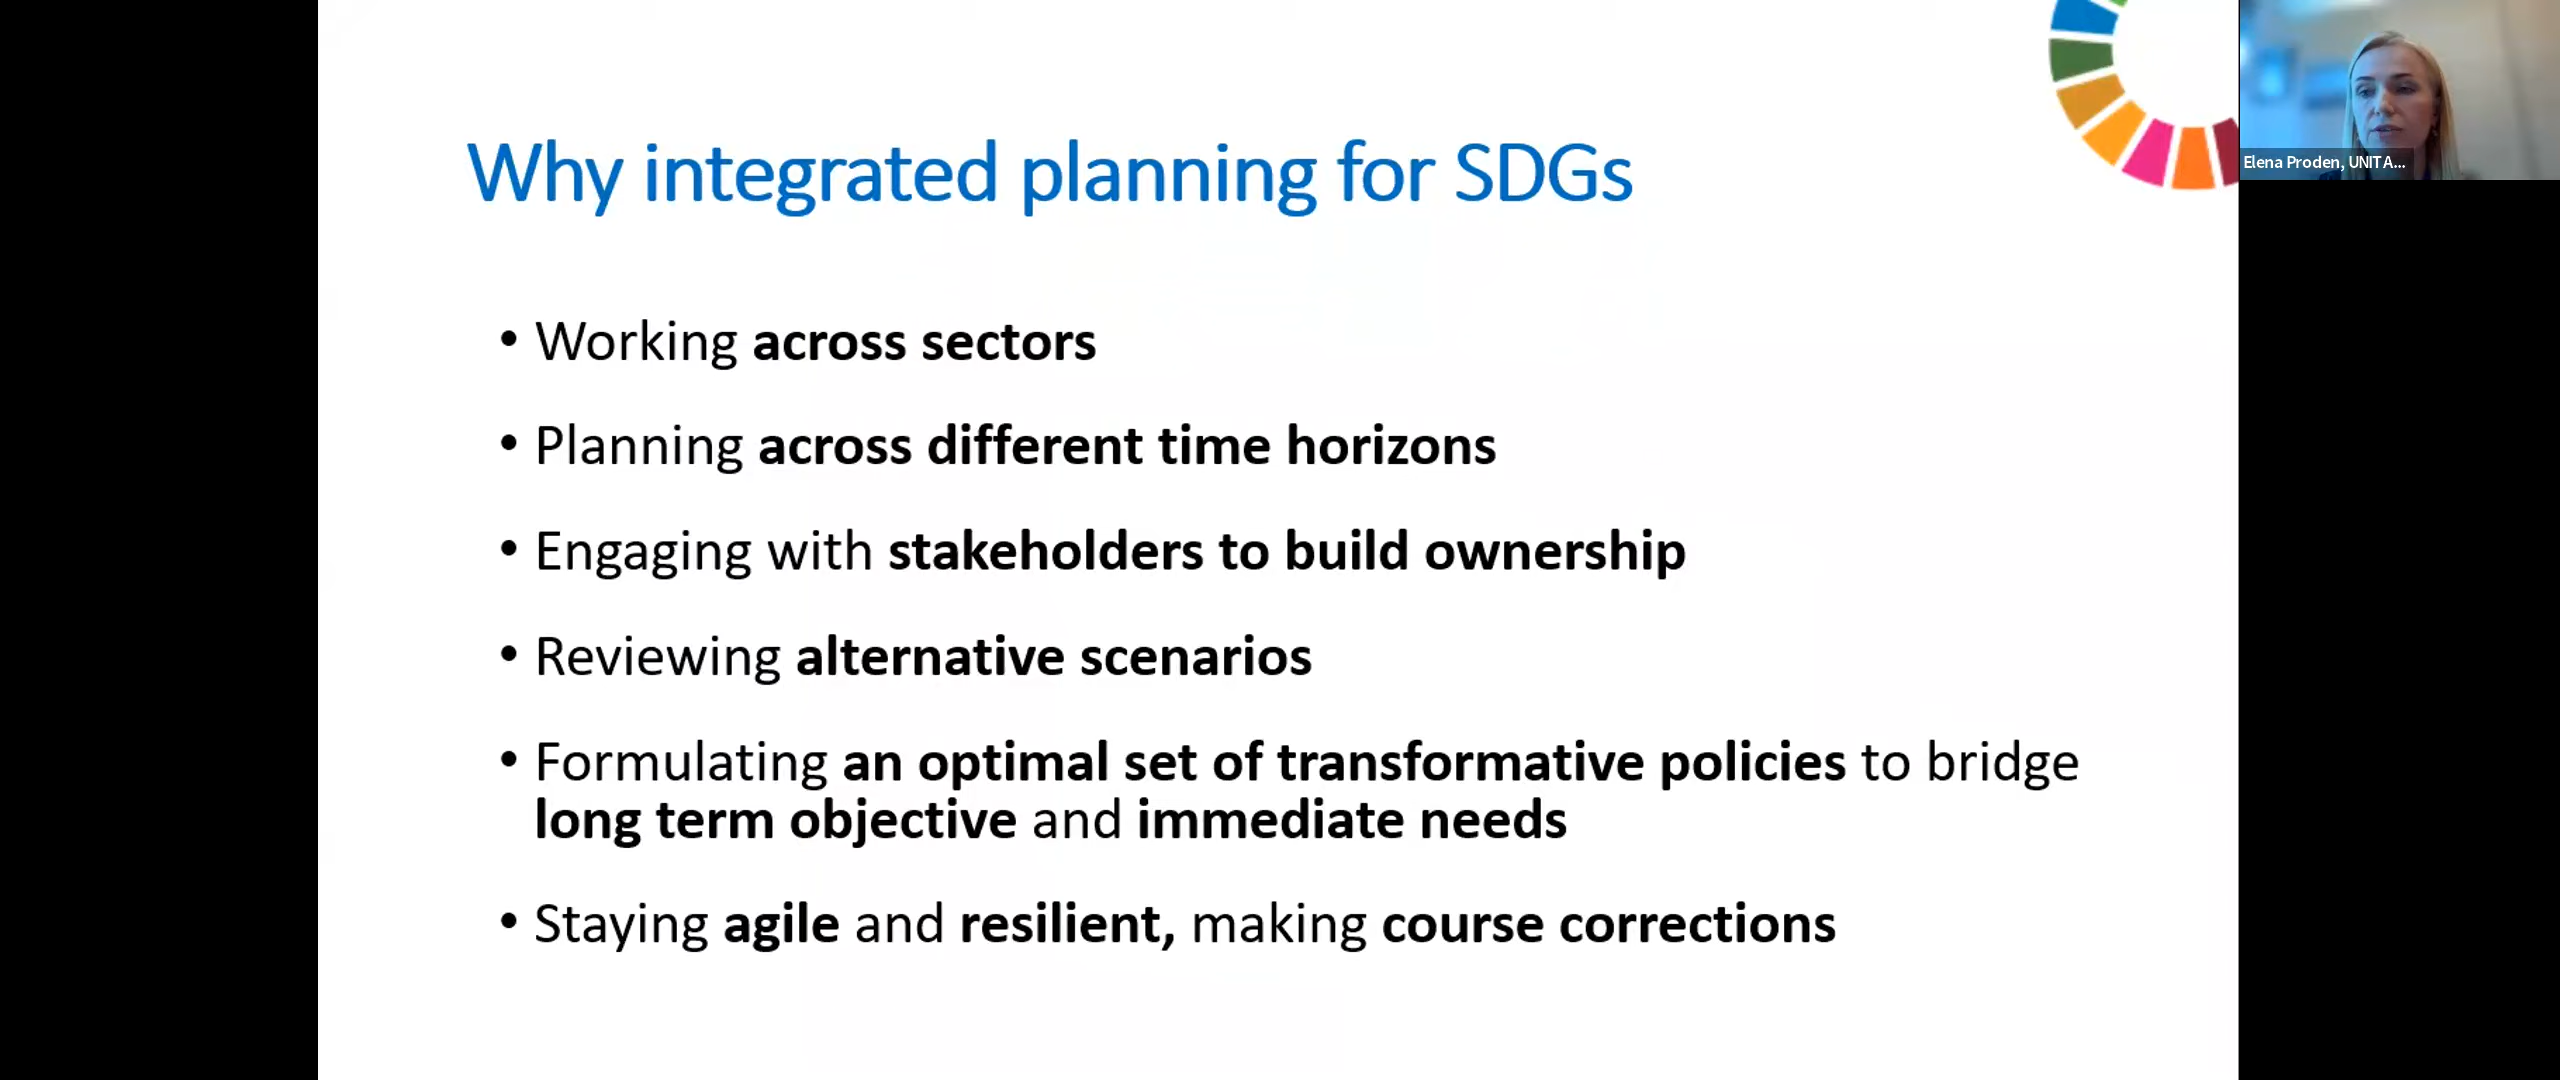 Why integrated planning for SDGs
• Working across sectors
• Planning across different time horizons
• Engaging with stakeholders to build ownership
• Reviewing alternative scenarios
• Formulating an optimal set of transformative policies to bridge
long term objective and immediate needs
• Staying agile and resilient, making course corrections
Elena Proden, UNITA...